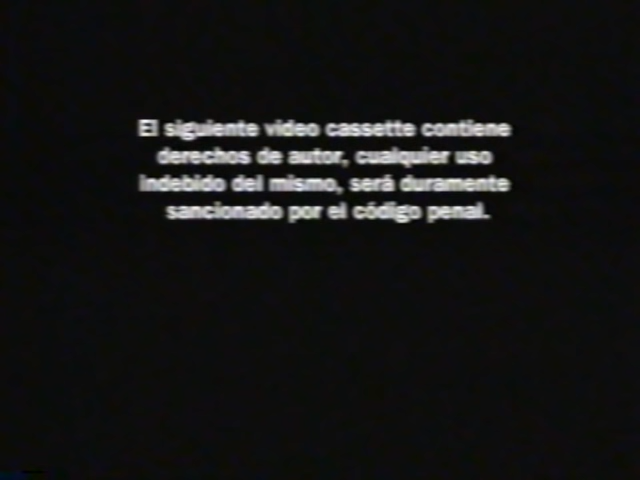 El siguiente video cassette contiene
derechos de autor, cualquier uso
indebido del mismo, será duramente
sancionado por el código penal.